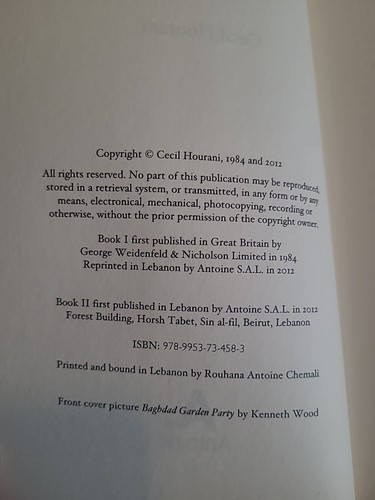 Copyright © Cecil Hourani, 1984 and 2012
All rights reserved. No part of this publication may be reproduced,
stored in a retrieval system, or transmitted, in any form or by any
means, electronic, mechanical, photocopying, recording or
otherwise, without the prior permission of the copyright owner.
Book I first published in Great Britain by
George Weidenfeld & Nicholson Limited in 1984
Reprinted in Lebanon by Antoine S.A.L. in 2012
Book II first published in Lebanon by Antoine S.A.L. in 2012
Forest Building, Horsh Tabet, Sin al-fil, Beirut, Lebanon
ISBN: 978-9953-73-458-3
Printed and bound in Lebanon by Rouhana Antoine Chemali
Front cover picture Baghdad Garden Party by Kenneth Wood